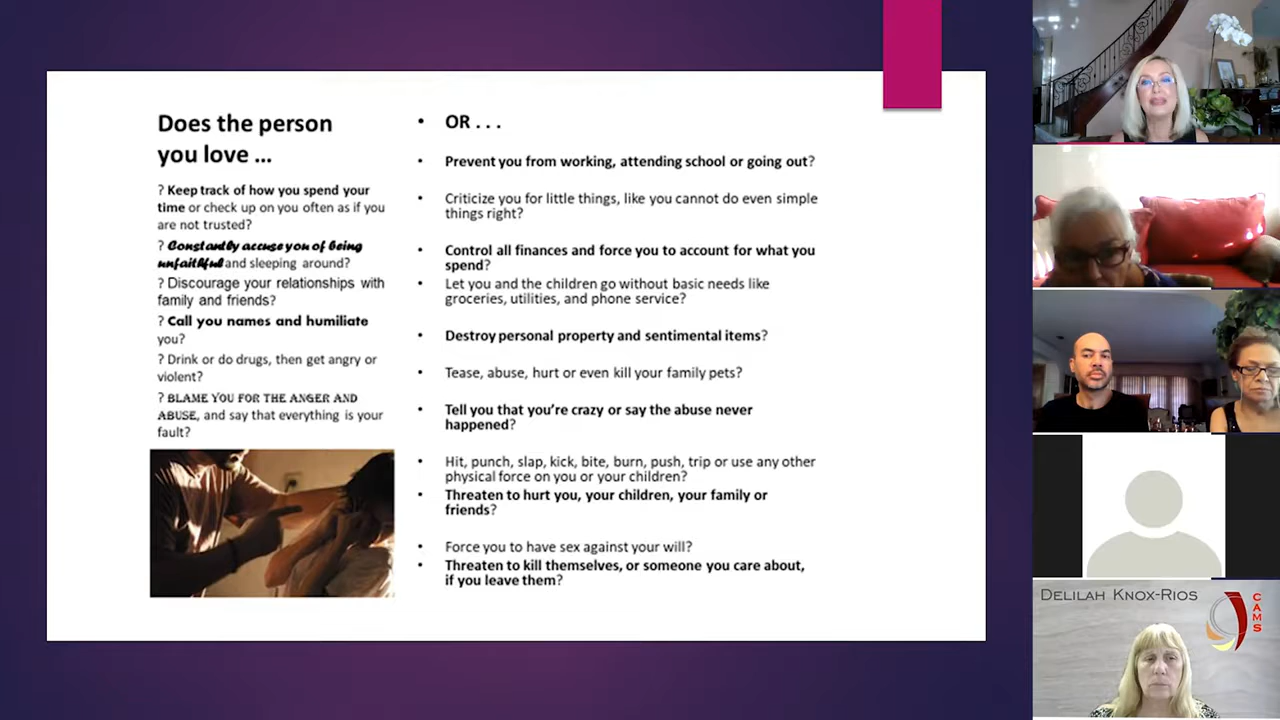 Does the person
you love ...
? Keep track of how you spend your
time or check up on you often as if you
are not trusted?
? Constantly accuse you of being
unfaithful and sleeping around?
? Discourage your relationships with
family and friends?
? Call you names and humiliate
you?
? Drink or do drugs, then get angry or
violent?
? BLAME YOU FOR THE ANGER AND
ABUSE, and say that everything is your
fault?
• OR . . .
• Prevent you from working, attending school or going out?
• Criticize you for little things, like you cannot do even simple
things right?
• Control all finances and force you to account for what you
spend?
• Let you and the children go without basic needs like
groceries, utilities, and phone service?
• Destroy personal property and sentimental items?
• Tease, abuse, hurt or even kill your family pets?
• Tell you that you're crazy or say the abuse never
happened?
• Hit, punch, slap, kick, bite, burn, push, trip or use any other
physical force on you or your children?
• Threaten to hurt you, your children, your family or
friends?
• Force you to have sex against your will?
• Threaten to kill themselves, or someone you care about,
if you leave them?
DELILAH KNOX-RIOS
CAMS